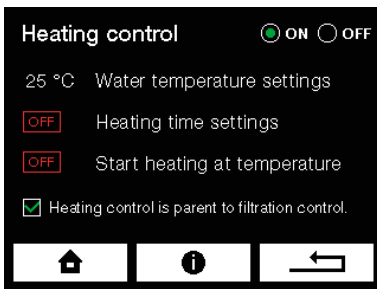 Heating control ON OFF
25 °C Water temperature settings
OFF Heating time settings
OFF Start heating at temperature
Heating control is parent to filtration control.